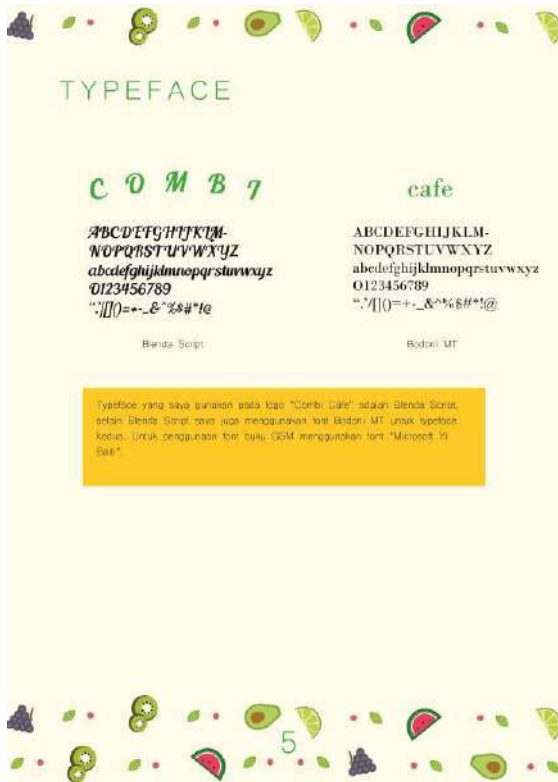 TYPEFACE
COMBI
cafe
ABCDEFGHIJKLM-
NOPQRSTUVWXYZ
abcdefghijklmnopqrstuvwxyz
0123456789
“.’/[]()=+-_&^%$#*!@
Blenda Script
ABCDEFGHIJKLM-
NOPQRSTUVWXYZ
abcdefghijklmnopqrstuvwxyz
0123456789
“.’/[]()=+-_&^%$#*!@
Bodoni MT
Typeface yang saya gunakan pada logo "Combi Cafe" adalah Blenda Script,
selain Blenda Script saya juga menggunakan font Bodoni MT untuk typeface
kedua. Untuk penggunaan font buku GSM menggunakan font "Microsoft Yi
Baiti".
5